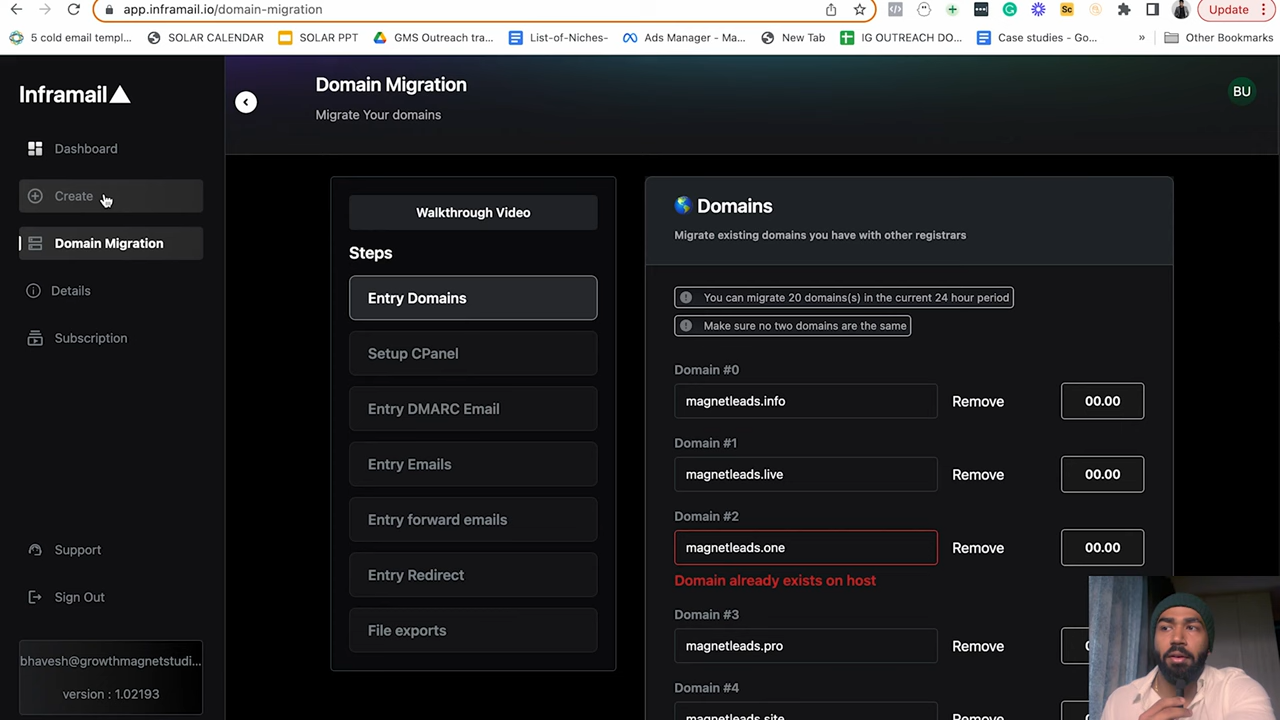 app.inframail.io/domain-migration
Update
5 cold email templ...
SOLAR CALENDAR
SOLAR PPT
GMS Outreach tra...
List-of-Niches-
Ads Manager - Ma...
New Tab
IG OUTREACH DO...
Case studies - Go...
»
Other Bookmarks
Inframail
Domain Migration
Migrate Your domains
BU
Dashboard
Create
Domain Migration
Details
Subscription
Support
Sign Out
bhavesh@growthmagnetstudi...
version : 1.02193
Walkthrough Video
Steps
Entry Domains
Setup CPanel
Entry DMARC Email
Entry Emails
Entry forward emails
Entry Redirect
File exports
Domains
Migrate existing domains you have with other registrars
You can migrate 20 domains(s) in the current 24 hour period
Make sure no two domains are the same
Domain #0
magnetleads.info Remove 00.00
Domain #1
magnetleads.live Remove 00.00
Domain #2
magnetleads.one Remove 00.00
Domain already exists on host
Domain #3
magnetleads.pro Remove
Domain #4
magnetleads.site